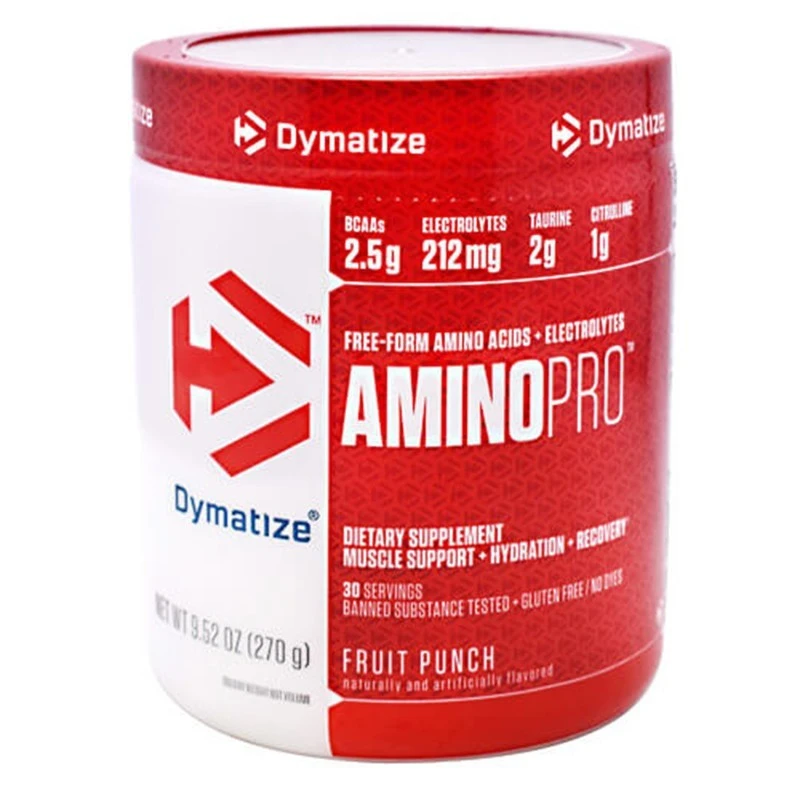 Dymatize
Dymatize
BCAAs
2.5g
ELECTROLYTES
212mg
TAURINE
2g
CITRULLINE
1g
FREE-FORM AMINO ACIDS + ELECTROLYTES
AMINOPRO™
TM
Dymatize®
DIETARY SUPPLEMENT
MUSCLE SUPPORT + HYDRATION + RECOVERY
30 SERVINGS
BANNED SUBSTANCE TESTED + GLUTEN FREE / NO DYES
NET WT 9.52 OZ (270 g)
FRUIT PUNCH
naturally and artificially flavored